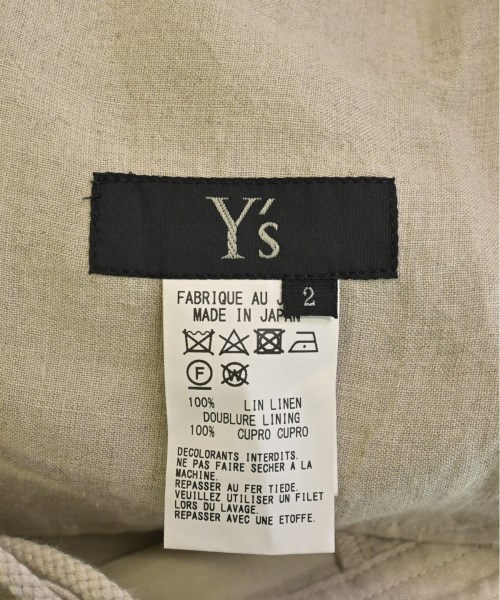 Y's
2
FABRIQUE AU
MADE IN JAPAN
F
W
100% LIN LINEN
DOUBLURE LINING
100% CUPRO CUPRO
DECOLORANTS INTERDITS.
NE PAS FAIRE SECHER A LA
MACHINE.
REPASSER AU FER TIEDE.
VEUILLEZ UTILISER UN FILET
LORS DU LAVAGE.
REPASSER AVEC UNE ETOFFE.